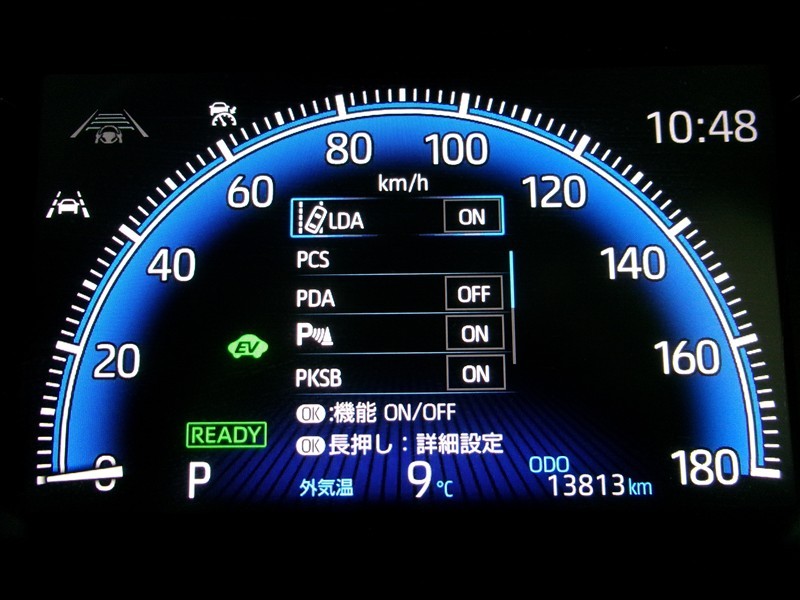 10:48
80 100
km/h
60 120
LDA ON
PCS
40 140
PDA OFF
P ON
EV
20 160
PKSB ON
OK:機能 ON/OFF
READY
OK長押し:詳細設定
0 180
P 外気温 9℃
ODO
13813km